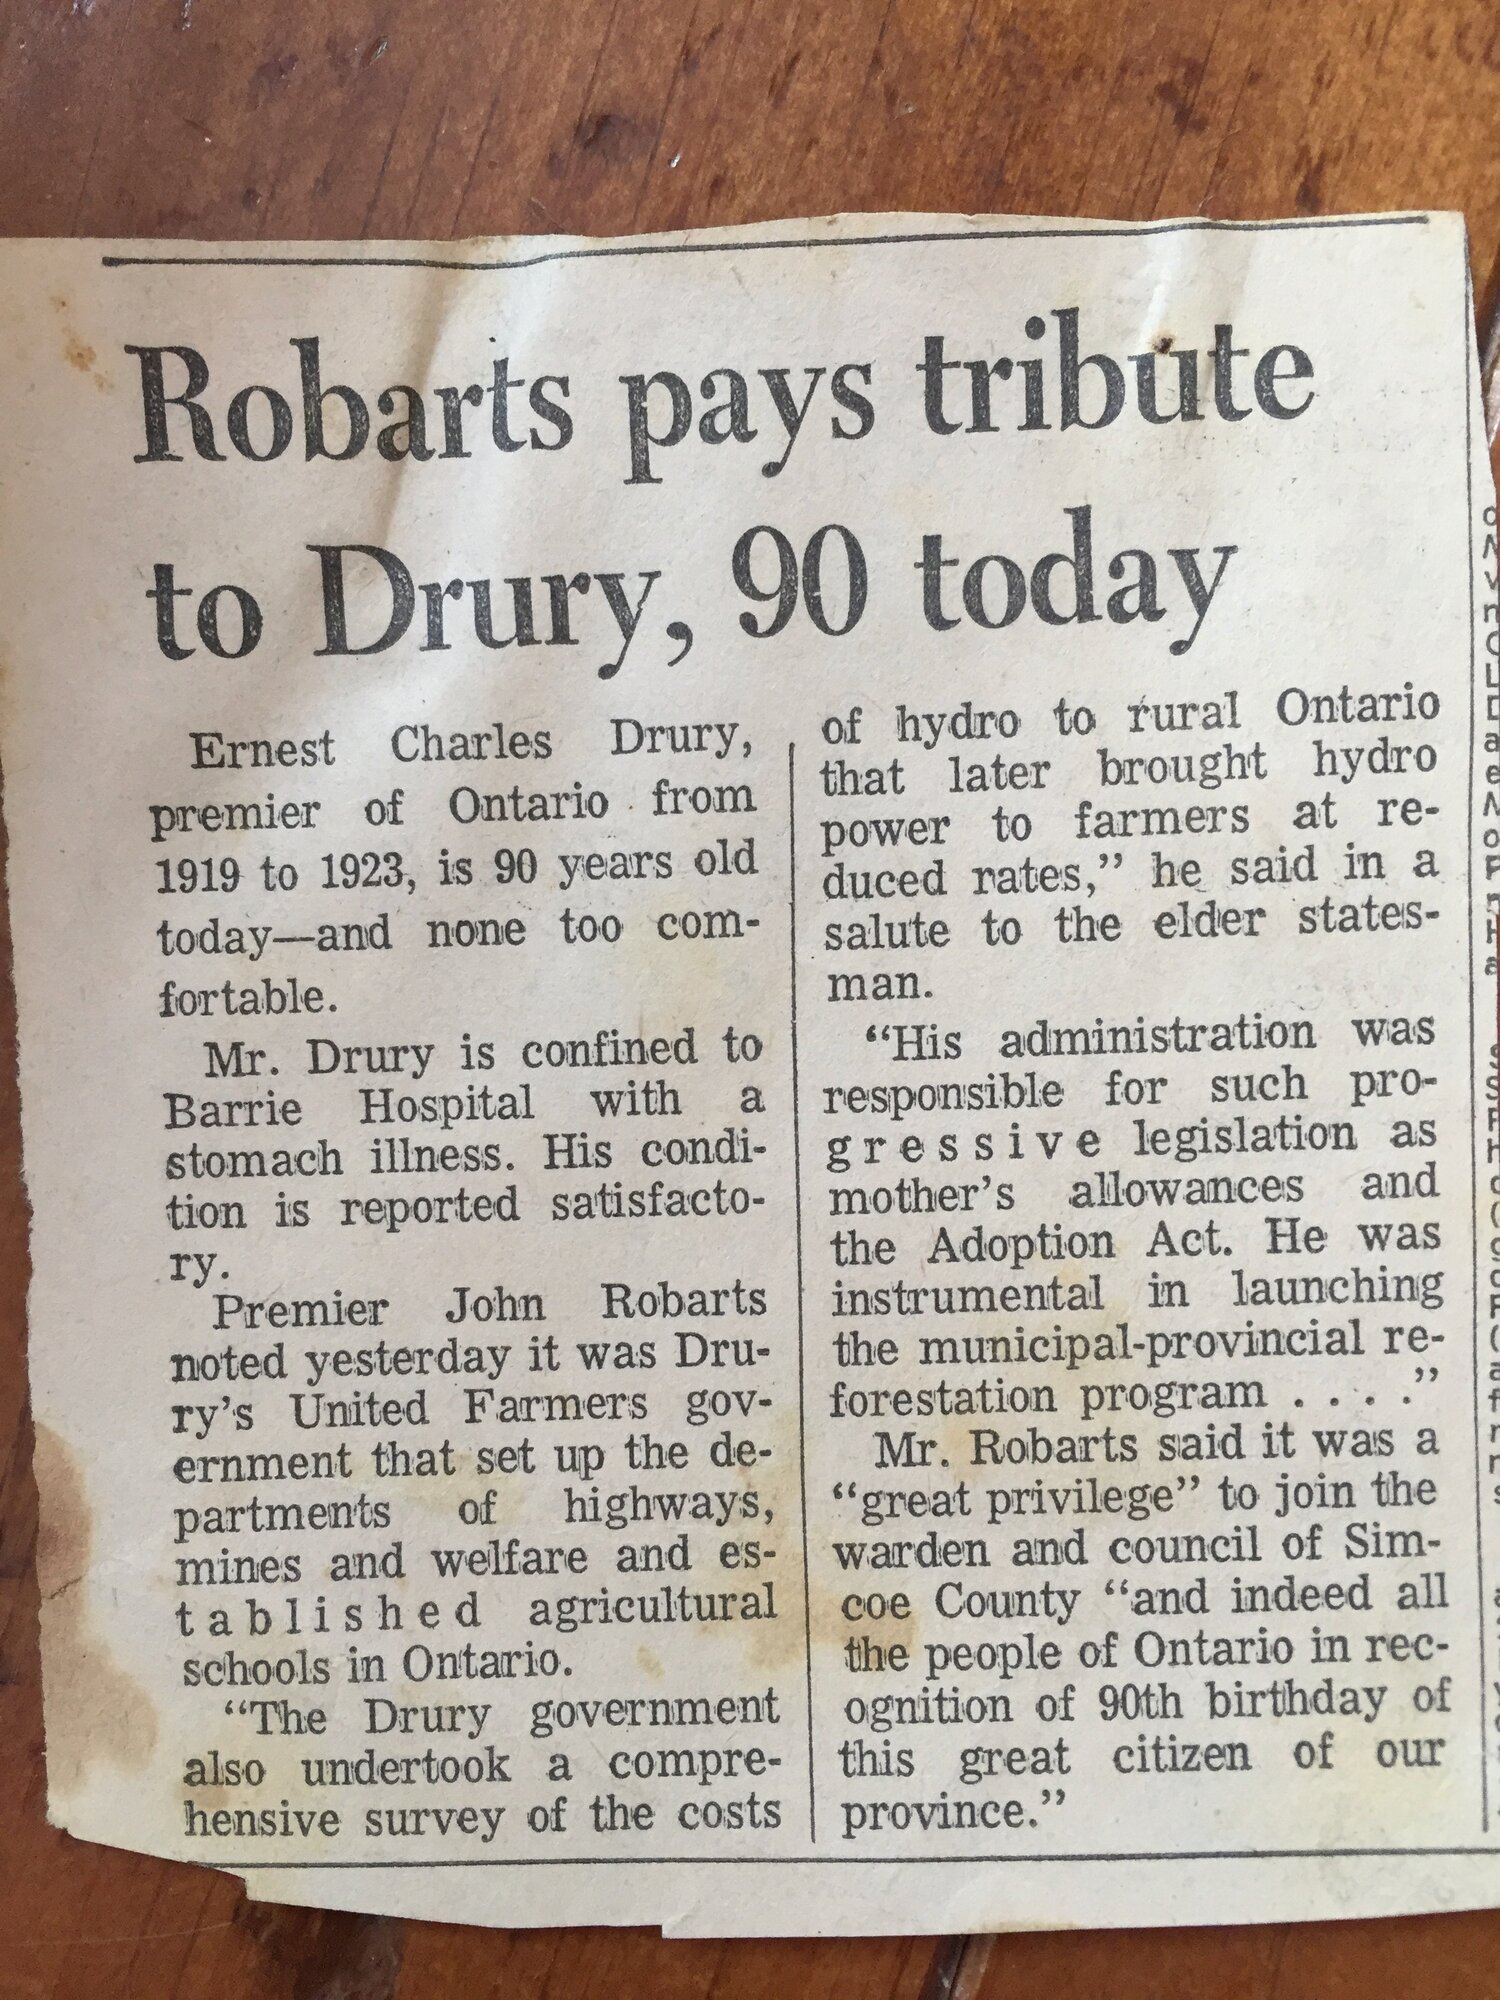 Robarts pays tribute
to Drury, 90 today
Ernest Charles Drury,
premier of Ontario from
1919 to 1923, is 90 years old
today—and none too com-
fortable.
Mr. Drury is confined to
Barrie Hospital with a
stomach illness. His condi-
tion is reported satisfacto-
ry.
Premier John Robarts
noted yesterday it was Dru-
ry's United Farmers gov-
ernment that set up the de-
partments of highways,
mines and welfare and es-
tablished agricultural
schools in Ontario.
“The Drury government
also undertook a compre-
hensive survey of the costs
of hydro to rural Ontario
that later brought hydro
power to farmers at re-
duced rates,” he said in a
salute to the elder states-
man.
“His administration was
responsible for such pro-
gressive legislation as
mother's allowances and
the Adoption Act. He was
instrumental in launching
the municipal-provincial re-
forestation program . . . .”
Mr. Robarts said it was a
“great privilege” to join the
warden and council of Sim-
coe County “and indeed all
the people of Ontario in rec-
ognition of 90th birthday of
this great citizen of our
province.”